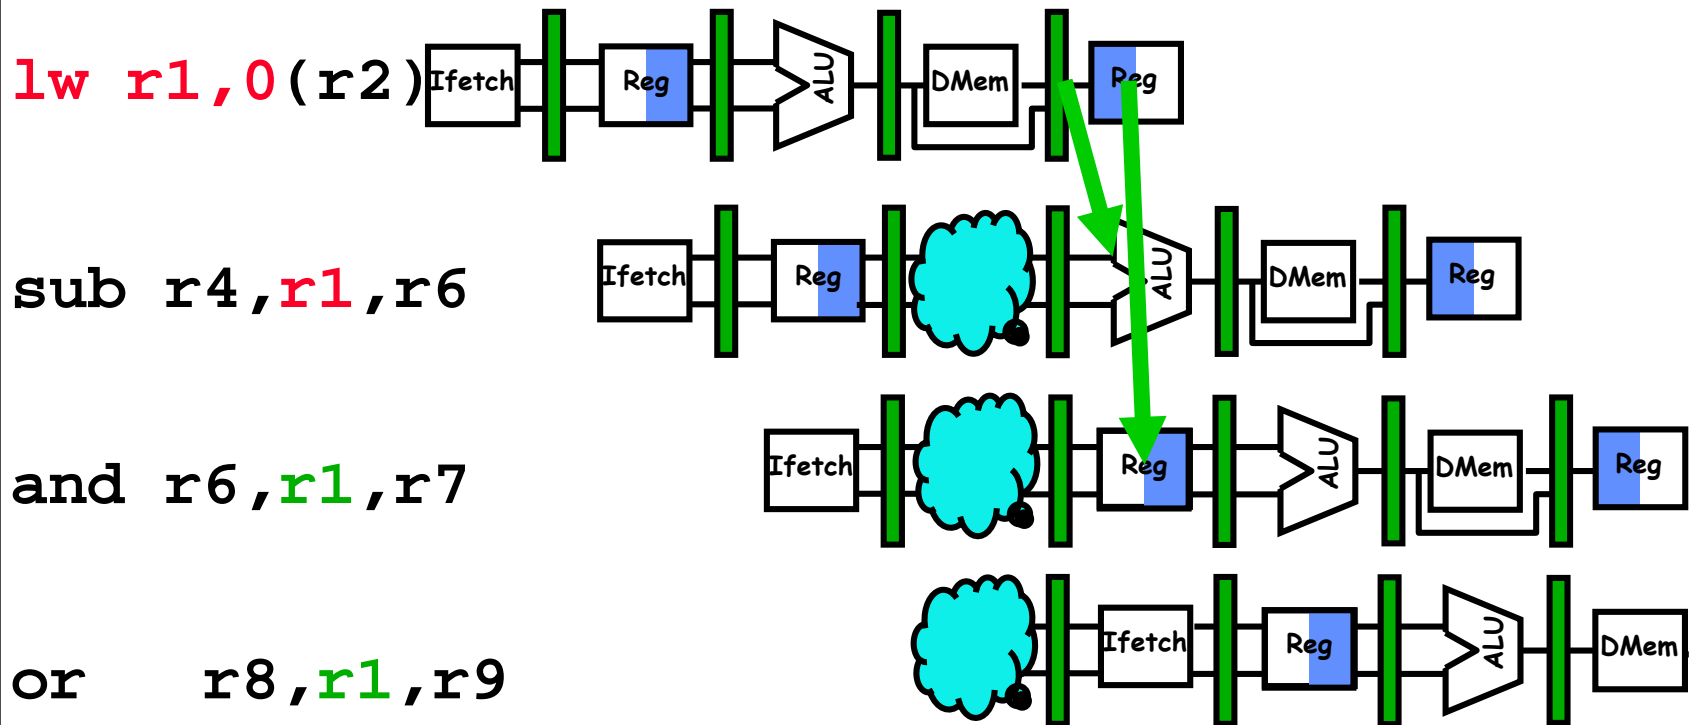 lw r1,0(r2) Ifetch Reg ALU DMem Reg
sub r4,r1,r6 Ifetch Reg ALU DMem Reg
and r6,r1,r7 Ifetch Reg ALU DMem Reg
or r8,r1,r9 Ifetch Reg ALU DMem